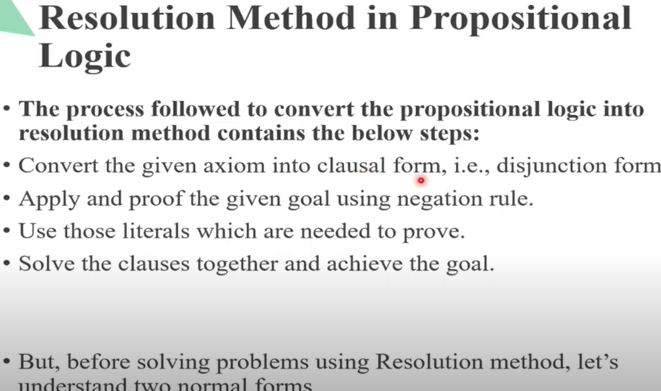 Resolution Method in Propositional
Logic
• The process followed to convert the propositional logic into
resolution method contains the below steps:
• Convert the given axiom into clausal form, i.e., disjunction form
• Apply and proof the given goal using negation rule.
• Use those literals which are needed to prove.
• Solve the clauses together and achieve the goal.
• But, before solving problems using Resolution method, let's
understand two normal forms